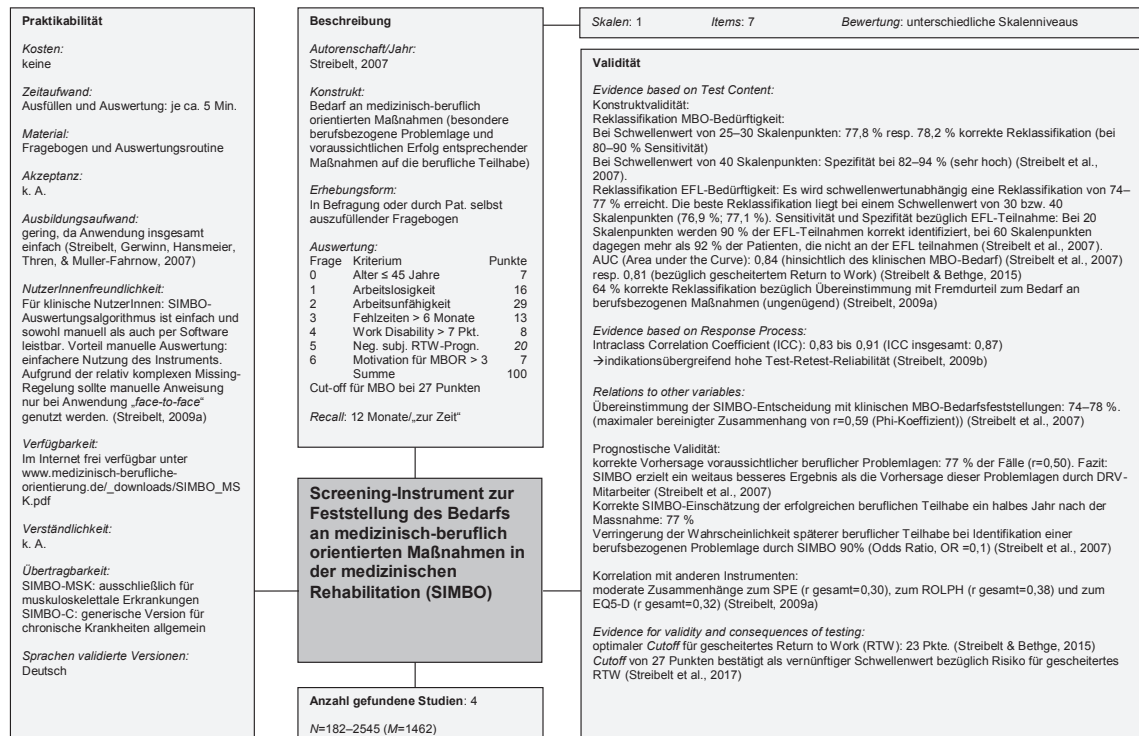 Praktikabilität
Kosten:
keine
Zeitaufwand:
Ausfüllen und Auswertung: je ca. 5 Min.
Material:
Fragebogen und Auswertungsroutine
Akzeptanz:
k. A.
Ausbildungsaufwand:
gering, da Anwendung insgesamt
einfach (Streibelt, Gerwinn, Hansmeier,
Thren, & Muller-Fahrnow, 2007)
NutzerInnenfreundlichkeit:
Für klinische NutzerInnen: SIMBO-
Auswertungsalgorithmus ist einfach und
sowohl manuell als auch per Software
leistbar. Vorteil manuelle Auswertung:
einfachere Nutzung des Instruments.
Aufgrund der relativ komplexen Missing-
Regelung sollte manuelle Anweisung
nur bei Anwendung „face-to-face“
genutzt werden. (Streibelt, 2009a)
Verfügbarkeit:
Im Internet frei verfügbar unter
www.medizinisch-berufliche-
orientierung.de/_downloads/SIMBO_MS
K.pdf
Verständlichkeit:
k. A.
Übertragbarkeit:
SIMBO-MSK: ausschließlich für
muskuloskelettale Erkrankungen
SIMBO-C: generische Version für
chronische Krankheiten allgemein
Sprachen validierte Versionen:
Deutsch
Beschreibung
Autorenschaft/Jahr:
Streibelt, 2007
Konstrukt:
Bedarf an medizinisch-beruflich
orientierten Maßnahmen (besondere
berufsbezogene Problemlage und
voraussichtlichen Erfolg entsprechender
Maßnahmen auf die berufliche Teilhabe)
Erhebungsform:
In Befragung oder durch Pat. selbst
auszufüllender Fragebogen
Auswertung:
Frage Kriterium Punkte
0 Alter ≤ 45 Jahre 7
1 Arbeitslosigkeit 16
2 Arbeitsunfähigkeit 29
3 Fehlzeiten > 6 Monate 13
4 Work Disability > 7 Pkt. 8
5 Neg. subj. RTW-Progn. 20
6 Motivation für MBOR > 3 7
Summe 100
Cut-off für MBO bei 27 Punkten
Recall: 12 Monate/„zur Zeit“
Screening-Instrument zur
Feststellung des Bedarfs
an medizinisch-beruflich
orientierten Maßnahmen in
der medizinischen
Rehabilitation (SIMBO)
Anzahl gefundene Studien: 4
N=182–2545 (M=1462)
Skalen: 1 Items: 7 Bewertung: unterschiedliche Skalenniveaus
Validität
Evidence based on Test Content:
Konstruktvalidität:
Reklassifikation MBO-Bedürftigkeit:
Bei Schwellenwert von 25–30 Skalenpunkten: 77,8 % resp. 78,2 % korrekte Reklassifikation (bei
80–90 % Sensitivität)
Bei Schwellenwert von 40 Skalenpunkten: Spezifität bei 82–94 % (sehr hoch) (Streibelt et al.,
2007).
Reklassifikation EFL-Bedürftigkeit: Es wird schwellenwertunabhängig eine Reklassifikation von 74–
77 % erreicht. Die beste Reklassifikation liegt bei einem Schwellenwert von 30 bzw. 40
Skalenpunkten (76,9 %; 77,1 %). Sensitivität und Spezifität bezüglich EFL-Teilnahme: Bei 20
Skalenpunkten werden 90 % der EFL-Teilnahmen korrekt identifiziert, bei 60 Skalenpunkten
dagegen mehr als 92 % der Patienten, die nicht an der EFL teilnahmen (Streibelt et al., 2007).
AUC (Area under the Curve): 0,84 (hinsichtlich des klinischen MBO-Bedarf) (Streibelt et al., 2007)
resp. 0,81 (bezüglich gescheitertem Return to Work) (Streibelt & Bethge, 2015)
64 % korrekte Reklassifikation bezüglich Übereinstimmung mit Fremdurteil zum Bedarf an
berufsbezogenen Maßnahmen (ungenügend) (Streibelt, 2009a)
Evidence based on Response Process:
Intraclass Correlation Coefficient (ICC): 0,83 bis 0,91 (ICC insgesamt: 0,87)
→indikationsübergreifend hohe Test-Retest-Reliabilität (Streibelt, 2009b)
Relations to other variables:
Übereinstimmung der SIMBO-Entscheidung mit klinischen MBO-Bedarfsfeststellungen: 74–78 %.
(maximaler bereinigter Zusammenhang von r=0,59 (Phi-Koeffizient)) (Streibelt et al., 2007)
Prognostische Validität:
korrekte Vorhersage voraussichtlicher beruflicher Problemlagen: 77 % der Fälle (r=0,50). Fazit:
SIMBO erzielt ein weitaus besseres Ergebnis als die Vorhersage dieser Problemlagen durch DRV-
Mitarbeiter (Streibelt et al., 2007)
Korrekte SIMBO-Einschätzung der erfolgreichen beruflichen Teilhabe ein halbes Jahr nach der
Massnahme: 77 %
Verringerung der Wahrscheinlichkeit späterer beruflicher Teilhabe bei Identifikation einer
berufsbezogenen Problemlage durch SIMBO 90% (Odds Ratio, OR =0,1) (Streibelt et al., 2007)
Korrelation mit anderen Instrumenten:
moderate Zusammenhänge zum SPE (r gesamt=0,30), zum ROLPH (r gesamt=0,38) und zum
EQ5-D (r gesamt=0,32) (Streibelt, 2009a)
Evidence for validity and consequences of testing:
optimaler Cutoff für gescheitertes Return to Work (RTW): 23 Pkte. (Streibelt & Bethge, 2015)
Cutoff von 27 Punkten bestätigt als vernünftiger Schwellenwert bezüglich Risiko für gescheitertes
RTW (Streibelt et al., 2017)